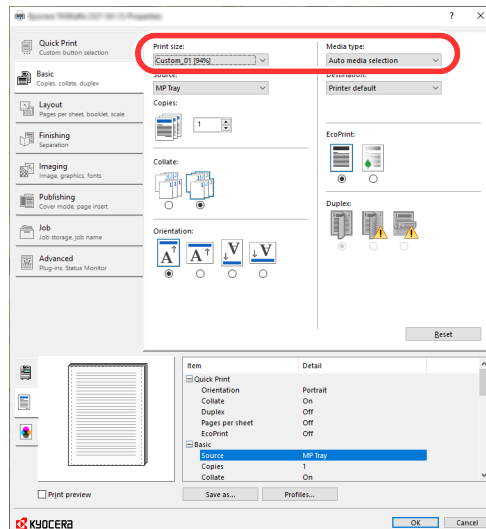 Properties
?
X
Quick Print
Custom button selection
Basic
Copies, collate, duplex
Layout
Pages per sheet, booklet, scale
Finishing
Separation
Imaging
Image, graphics, fonts
Publishing
Cover mode, page insert
Job
Job storage, job name
Advanced
Plug-ins, Status Monitor
Print size:
Custom_01 [94%]
Media type:
Auto media selection
Source:
MP Tray
Destination:
Printer default
Copies:
1
EcoPrint:
Collate:
Duplex:
Orientation:
A A A A
Reset
Item Detail
Quick Print
Orientation Portrait
Collate On
Duplex Off
Pages per sheet Off
EcoPrint Off
Basic
Source MP Tray
Copies 1
Collate On
Print preview
Save as...
Profiles...
KYOCERA
OK
Cancel